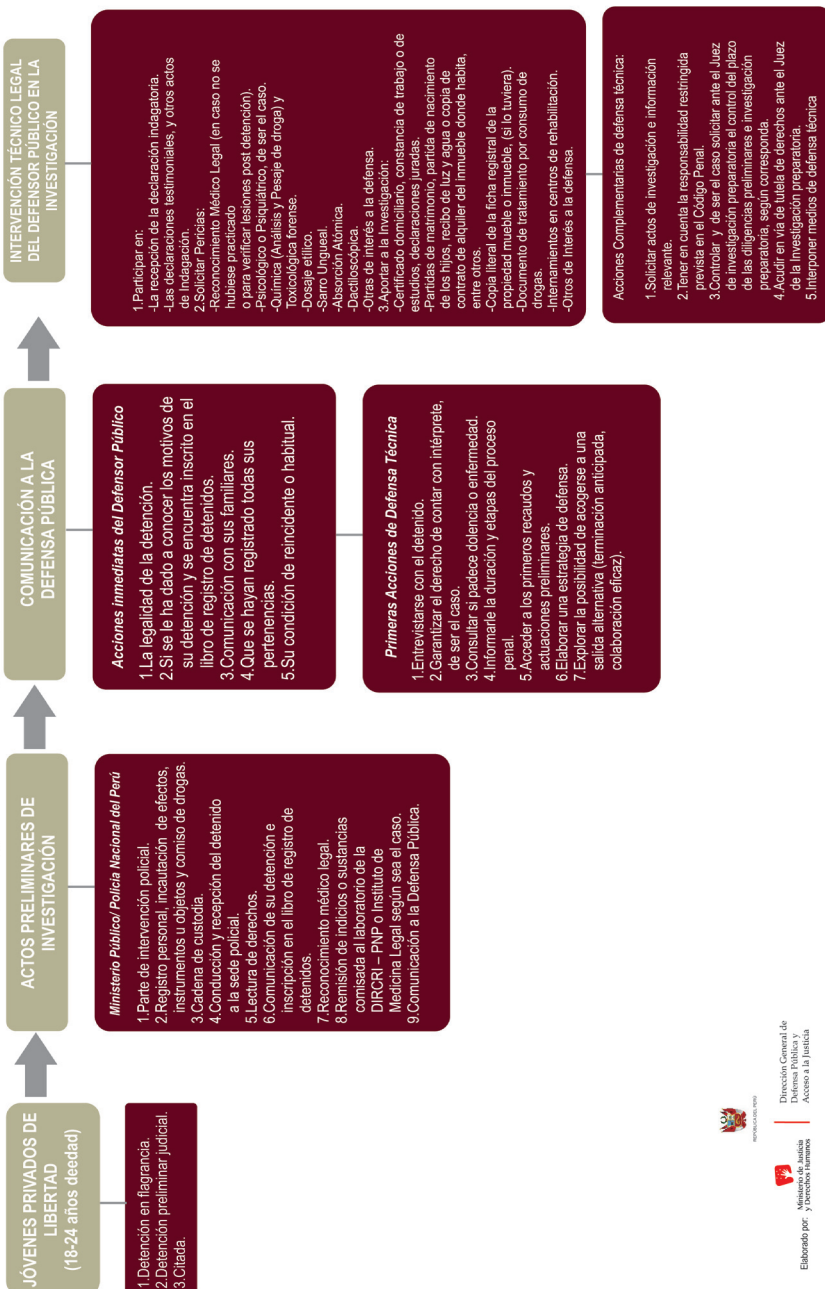 JÓVENES PRIVADOS DE
LIBERTAD
(18-24 años deedad)
1.Detención en flagrancia.
2.Detención preliminar judicial.
3.Citada.
ACTOS PRELIMINARES DE
INVESTIGACIÓN
Ministerio Público/ Policía Nacional del Perú
1.Parte de intervención policial.
2.Registro personal, incautación de efectos,
instrumentos u objetos y comiso de drogas.
3.Cadena de custodia.
4.Conducción y recepción del detenido
a la sede policial.
5.Lectura de derechos.
6.Comunicación de su detención e
inscripción en el libro de registro de
detenidos.
7.Reconocimiento médico legal.
8.Remisión de indicios o sustancias
comisada al laboratorio de la
DIRCRI – PNP o Instituto de
Medicina Legal según sea el caso.
9.Comunicación a la Defensa Pública.
COMUNICACIÓN A LA
DEFENSA PÚBLICA
Acciones inmediatas del Defensor Público
1.La legalidad de la detención.
2.Si se le ha dado a conocer los motivos de
su detención y se encuentra inscrito en el
libro de registro de detenidos.
3.Comunicación con sus familiares.
4.Que se hayan registrado todas sus
pertenencias.
5.Su condición de reincidente o habitual.
Primeras Acciones de Defensa Técnica
1.Entrevistarse con el detenido.
2.Garantizar el derecho de contar con intérprete,
de ser el caso.
3.Consultar si padece dolencia o enfermedad.
4.Informarle la duración y etapas del proceso
penal.
5.Acceder a los primeros recaudos y
actuaciones preliminares.
6.Elaborar una estrategia de defensa.
7.Explorar la posibilidad de acogerse a una
salida alternativa (terminación anticipada,
colaboración eficaz).
INTERVENCIÓN TÉCNICO LEGAL
DEL DEFENSOR PÚBLICO EN LA
INVESTIGACIÓN
1.Participar en:
-La recepción de la declaración indagatoria.
-Las declaraciones testimoniales, y otros actos
de Indagación.
2.Solicitar Pericias:
-Reconocimiento Médico Legal (en caso no se
hubiese practicado
o para verificar lesiones post detención).
-Psicológico o Psiquiátrico, de ser el caso.
-Química (Análisis y Pesaje de droga) y
Toxicológica forense.
-Dosaje etílico.
-Sarro Ungueal.
-Absorción Atómica.
-Dactiloscópica.
-Otras de interés a la defensa.
3.Aportar a la Investigación:
-Certificado domiciliario, constancia de trabajo o de
estudios, declaraciones juradas.
-Partidas de matrimonio, partida de nacimiento
de los hijos, recibo de luz y agua o copia de
contrato de alquiler del inmueble donde habita,
entre otros.
-Copia literal de la ficha registral de la
propiedad mueble o inmueble, (si lo tuviera).
-Documento de tratamiento por consumo de
drogas.
-Internamientos en centros de rehabilitación.
-Otros de Interés a la defensa.
Acciones Complementarias de defensa técnica:
1.Solicitar actos de investigación e información
relevante.
2.Tener en cuenta la responsabilidad restringida
prevista en el Código Penal.
3.Controlar y de ser el caso solicitar ante el Juez
de investigación preparatoria el control del plazo
de las diligencias preliminares e investigación
preparatoria, según corresponda.
4.Acudir en vía de tutela de derechos ante el Juez
de la Investigación preparatoria.
5.Interponer medios de defensa técnica
REPÚBLICA DEL PERÚ
Elaborado por:
Ministerio de Justicia
y Derechos Humanos
Dirección General de
Defensa Pública y
Acceso a la Justicia